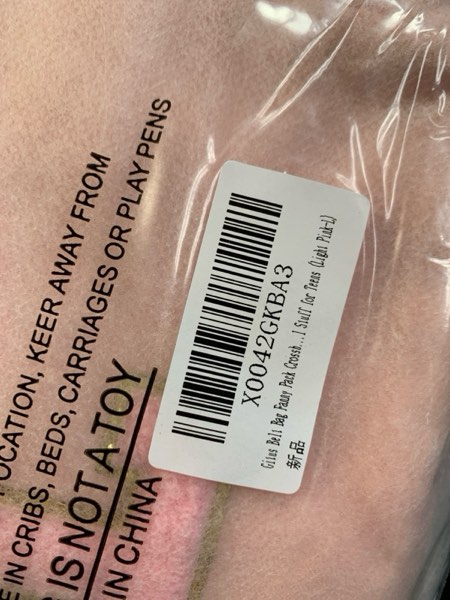 OCATION, KEER AWAY FROM
E IN CRIBS, BEDS, CARRIAGES OR PLAY PENS
IS NOT A TOY
IN CHINA
X0042GKBA3
Gilus Belt Bag Fanny Pack Crossb...l Stuff for Teens (Light Pink-L)
新品